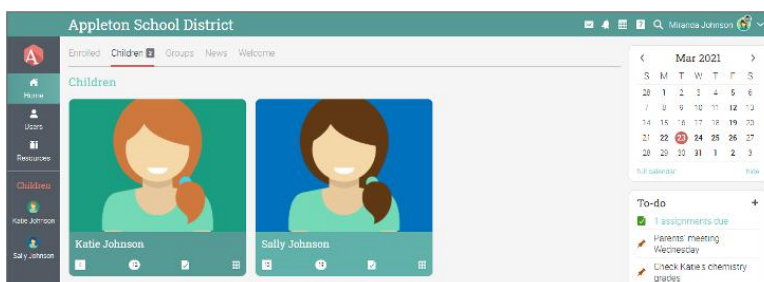 Appleton School District
Miranda Johnson
Enrolled Children 2 Groups News Welcome
Home
Users
Resources
Children
Katie Johnson
Sally Johnson
Children
Katie Johnson
Sally Johnson
Mar 2021
S M T W T F S
28 1 2 3 4 5 6
7 8 9 10 11 12 13
14 15 16 17 18 19 20
21 22 23 24 25 26 27
28 29 30 31 1 2 3
full calendar
To-do +
1 assignments due
Parents' meeting
Wednesday
Check Katie's chemistry
grades